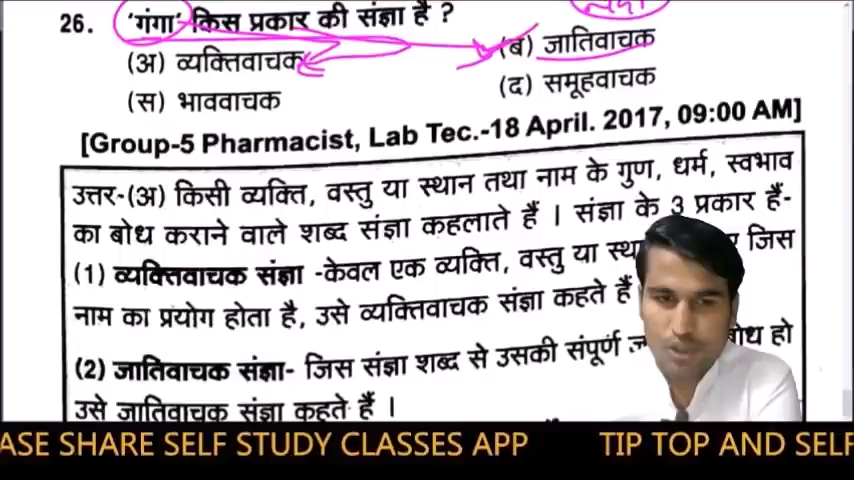 26. 'गंगा' किस प्रकार की संज्ञा है ?
(अ) व्यक्तिवाचक (ब) जातिवाचक
(स) भाववाचक (द) समूहवाचक
[Group-5 Pharmacist, Lab Tec.-18 April. 2017, 09:00 AM]
उत्तर-(अ) किसी व्यक्ति, वस्तु या स्थान तथा नाम के गुण, धर्म, स्वभाव
का बोध कराने वाले शब्द संज्ञा कहलाते हैं । संज्ञा के 3 प्रकार हैं-
(1) व्यक्तिवाचक संज्ञा -केवल एक व्यक्ति, वस्तु या जिस
नाम का प्रयोग होता है, उसे व्यक्तिवाचक संज्ञा कहते हैं
(2) जातिवाचक संज्ञा- जिस संज्ञा शब्द से उसकी संपूर्ण बोध हो
उसे जातिवाचक संज्ञा कहते हैं ।
ASE SHARE SELF STUDY CLASSES APP TIP TOP AND SELF